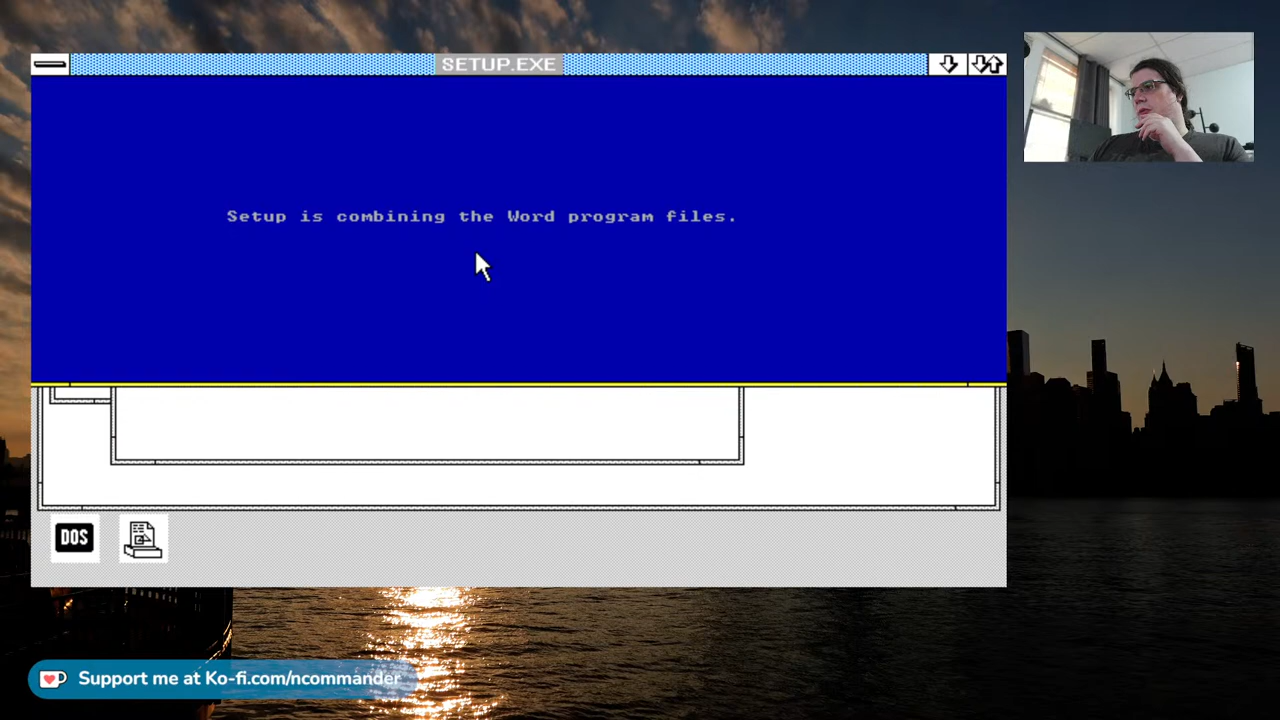 SETUP.EXE
Setup is combining the Word program files.
DOS
Support me at Ko-fi.com/ncommander